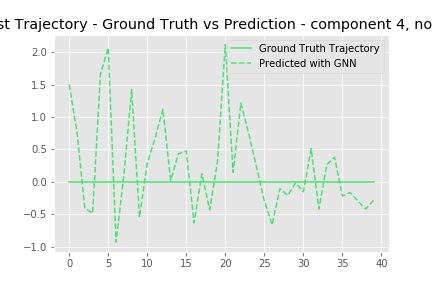 st Trajectory - Ground Truth vs Prediction - component 4, no
Ground Truth Trajectory
Predicted with GNN
2.0
1.5
1.0
0.5
0.0
−0.5
−1.0
0 5 10 15 20 25 30 35 40